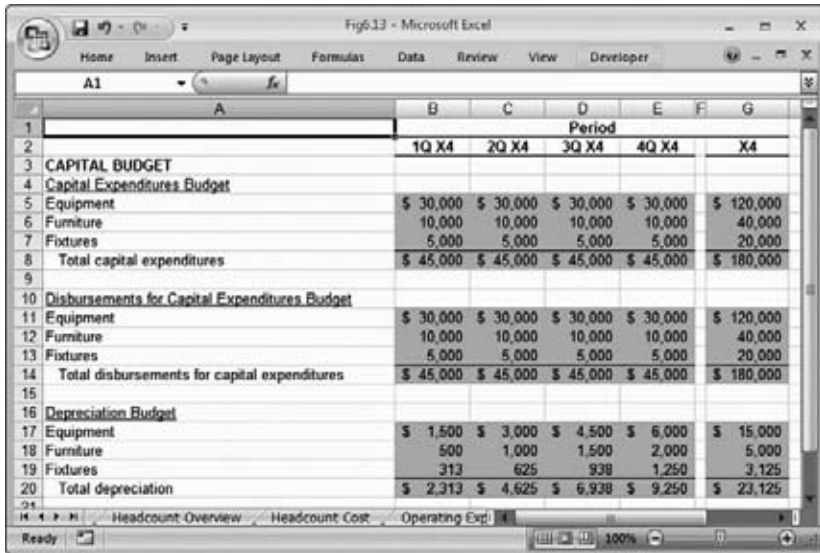 Fig6.13 - Microsoft Excel
Home Insert Page Layout Formulas Data Review View Developer
A1 fx
A B C D E F G
1 Period
2 1Q X4 2Q X4 3Q X4 4Q X4 X4
3 CAPITAL BUDGET
4 Capital Expenditures Budget
5 Equipment $ 30,000 $ 30,000 $ 30,000 $ 30,000 $ 120,000
6 Furniture 10,000 10,000 10,000 10,000 40,000
7 Fixtures 5,000 5,000 5,000 5,000 20,000
8 Total capital expenditures $ 45,000 $ 45,000 $ 45,000 $ 45,000 $ 180,000
9
10 Disbursements for Capital Expenditures Budget
11 Equipment $ 30,000 $ 30,000 $ 30,000 $ 30,000 $ 120,000
12 Furniture 10,000 10,000 10,000 10,000 40,000
13 Fixtures 5,000 5,000 5,000 5,000 20,000
14 Total disbursements for capital expenditures $ 45,000 $ 45,000 $ 45,000 $ 45,000 $ 180,000
15
16 Depreciation Budget
17 Equipment $ 1,500 $ 3,000 $ 4,500 $ 6,000 $ 15,000
18 Furniture 500 1,000 1,500 2,000 5,000
19 Fixtures 313 625 938 1,250 3,125
20 Total depreciation $ 2,313 $ 4,625 $ 6,938 $ 9,250 $ 23,125
21
Headcount Overview Headcount Cost Operating Exp
Ready 100%